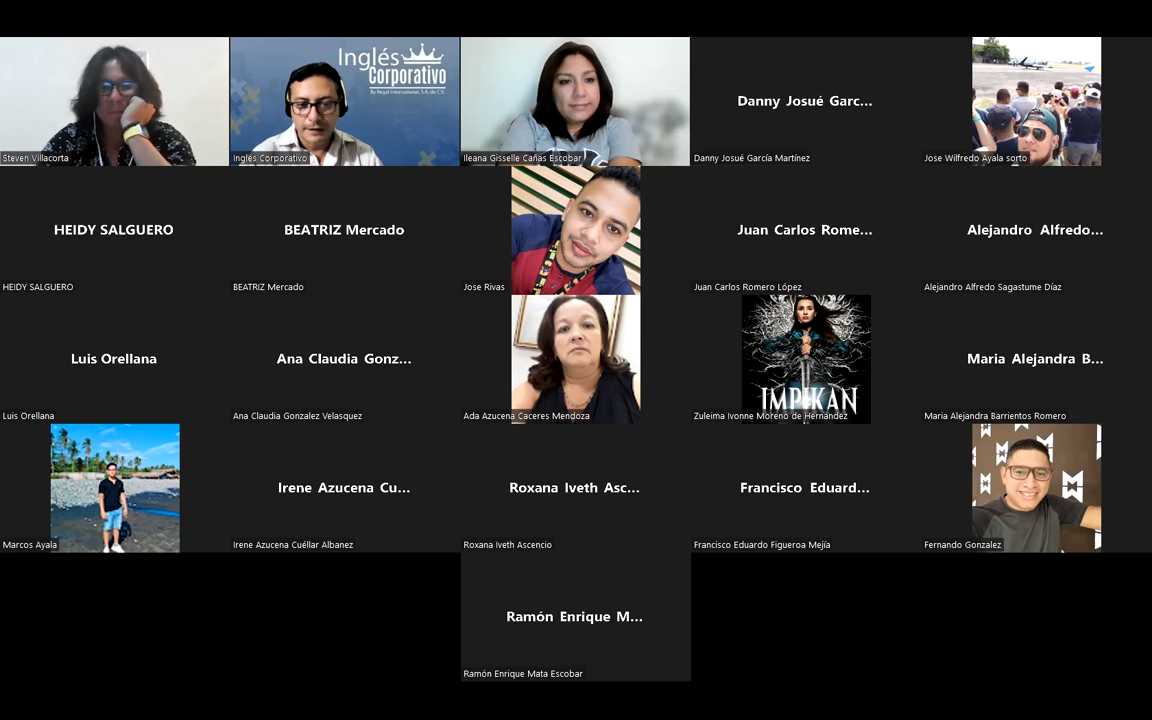 Inglés
Corporativo
By Regal International, S.A. de C.V.
Steven Villacorta
Inglés Corporativo
Ileana Gisselle Cañas Escobar
Danny Josué Garc...
Danny Josué García Martínez
Jose Wilfredo Ayala sorto
HEIDY SALGUERO
HEIDY SALGUERO
BEATRIZ Mercado
BEATRIZ Mercado
Jose Rivas
Juan Carlos Rome...
Juan Carlos Romero López
Alejandro Alfredo...
Alejandro Alfredo Sagastume Díaz
Luis Orellana
Luis Orellana
Ana Claudia Gonz...
Ana Claudia Gonzalez Velasquez
Ada Azucena Caceres Mendoza
IMPIKAN
Zuleima Ivonne Moreno de Hernández
Maria Alejandra B...
Maria Alejandra Barrientos Romero
Marcos Ayala
Irene Azucena Cu...
Irene Azucena Cuéllar Albanez
Roxana Iveth Asc...
Roxana Iveth Ascencio
Francisco Eduard...
Francisco Eduardo Figueroa Mejía
Fernando Gonzalez
Ramón Enrique M...
Ramón Enrique Mata Escobar